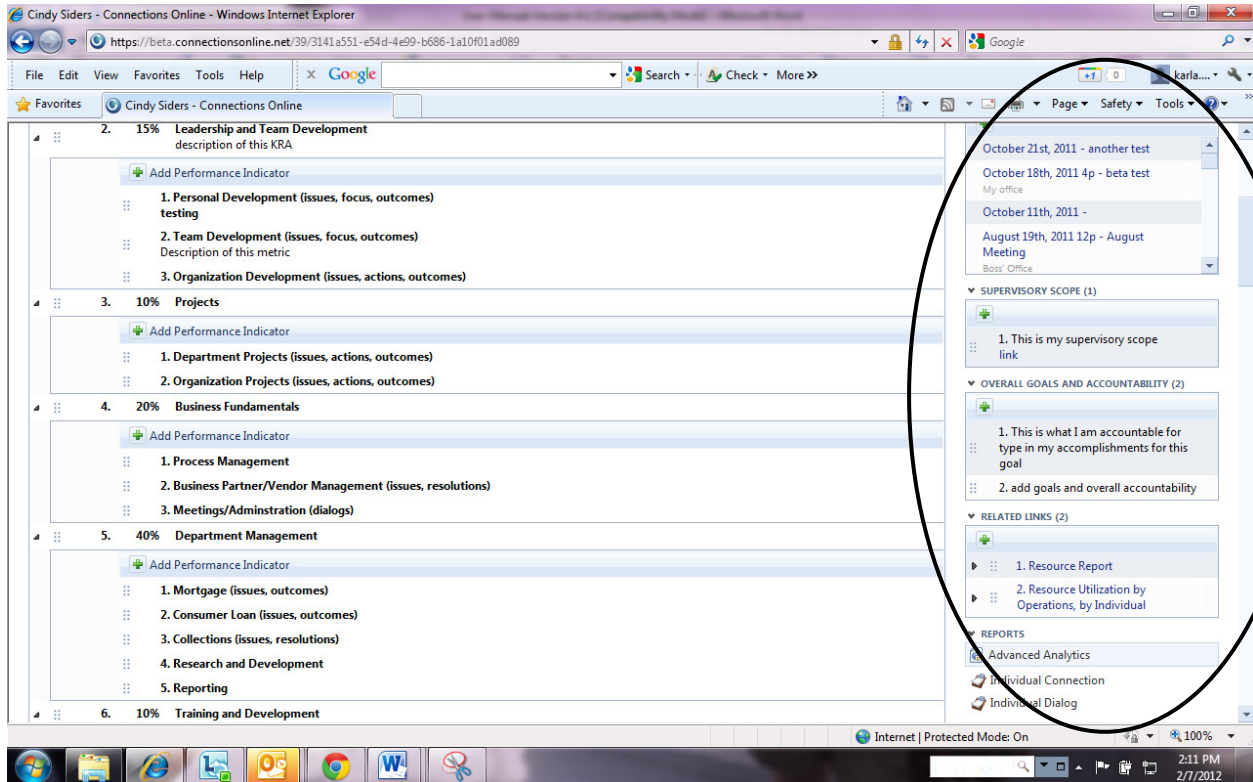 Cindy Siders - Connections Online - Windows Internet Explorer
https://beta.connectionsonline.net/39/3141a551-e54d-4e99-b686-1a10f01ad089
Google
File Edit View Favorites Tools Help x Google Search Check More >> +1 0 karla....
Favorites Cindy Siders - Connections Online Page Safety Tools
2. 15% Leadership and Team Development
description of this KRA
Add Performance Indicator
1. Personal Development (issues, focus, outcomes)
testing
2. Team Development (issues, focus, outcomes)
Description of this metric
3. Organization Development (issues, actions, outcomes)
3. 10% Projects
Add Performance Indicator
1. Department Projects (issues, actions, outcomes)
2. Organization Projects (issues, actions, outcomes)
4. 20% Business Fundamentals
Add Performance Indicator
1. Process Management
2. Business Partner/Vendor Management (issues, resolutions)
3. Meetings/Adminstration (dialogs)
5. 40% Department Management
Add Performance Indicator
1. Mortgage (issues, outcomes)
2. Consumer Loan (issues, outcomes)
3. Collections (issues, resolutions)
4. Research and Development
5. Reporting
6. 10% Training and Development
October 21st, 2011 - another test
October 18th, 2011 4p - beta test
My office
October 11th, 2011 -
August 19th, 2011 12p - August
Meeting
Boss' Office
SUPERVISORY SCOPE (1)
1. This is my supervisory scope
link
OVERALL GOALS AND ACCOUNTABILITY (2)
1. This is what I am accountable for
type in my accomplishments for this
goal
2. add goals and overall accountability
RELATED LINKS (2)
1. Resource Report
2. Resource Utilization by
Operations, by Individual
REPORTS
Advanced Analytics
Individual Connection
Individual Dialog
Internet | Protected Mode: On 100%
2:11 PM
2/7/2012